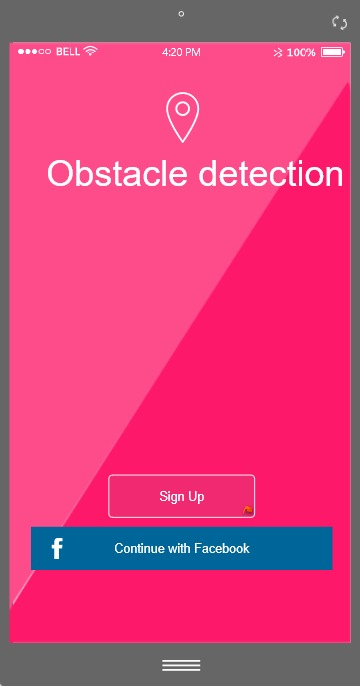 BELL 4:20 PM 100%
Obstacle detection
Sign Up
f Continue with Facebook